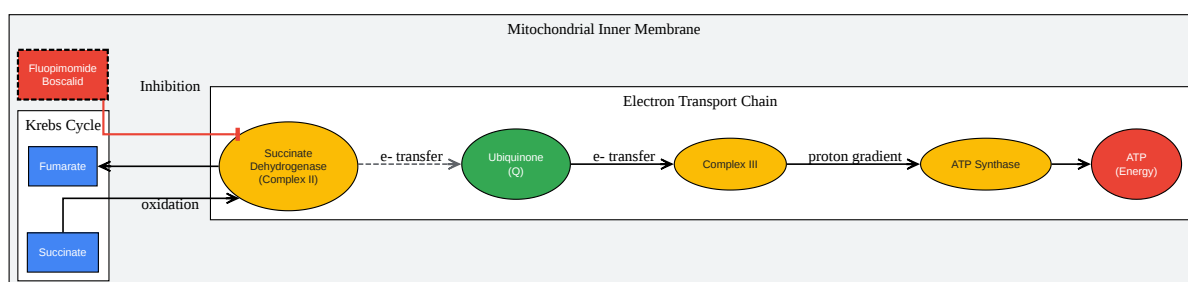 Mitochondrial Inner Membrane
Fluopimomide
Boscalid
Inhibition
Electron Transport Chain
Krebs Cycle
Fumarate
Succinate
Dehydrogenase
(Complex II)
e- transfer
Ubiquinone
(Q)
e- transfer
Complex III
proton gradient
ATP Synthase
ATP
(Energy)
oxidation
Succinate